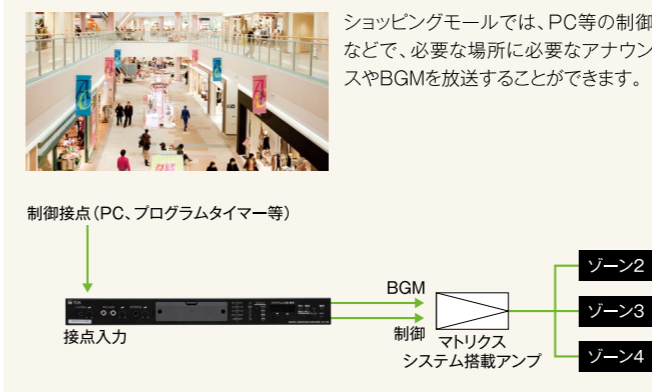 ショッピングモールでは、PC等の制御
などで、必要な場所に必要なアナウン
スやBGMを放送することができます。
制御接点（PC、プログラムタイマー等）
TOA
接点入力
BGM
制御
マトリクス
システム搭載アンプ
ゾーン2
ゾーン3
ゾーン4